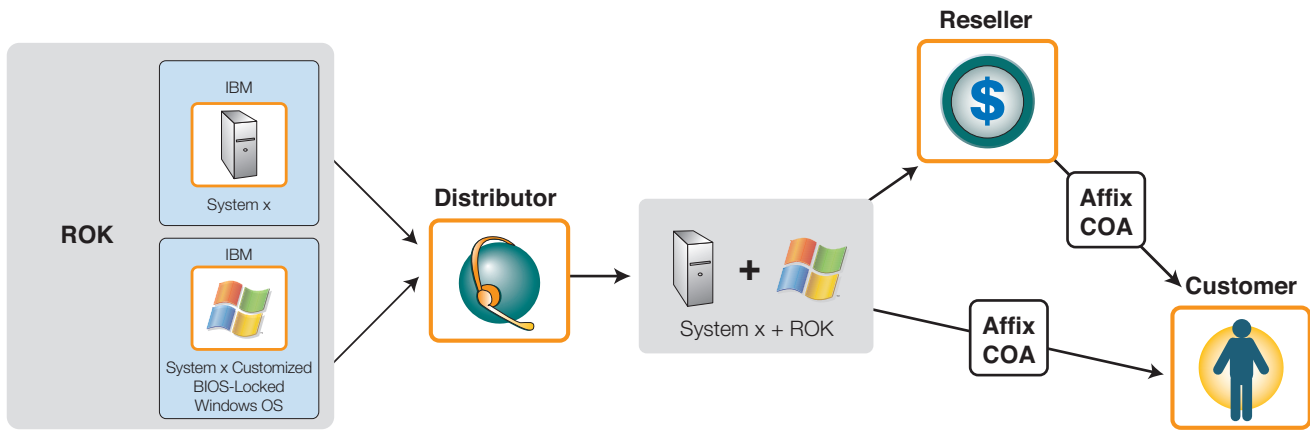 ROK
IBM
System x
IBM
System x Customized
BIOS-Locked
Windows OS
Distributor
+
System x + ROK
Reseller
$
Affix
COA
Affix
COA
Customer